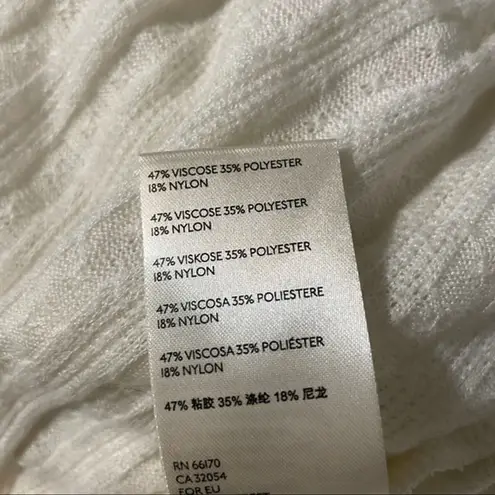 47% VISCOSE 35% POLYESTER
18% NYLON
47% VISCOSE 35% POLYESTER
18% NYLON
47% VISKOSE 35% POLYESTER
18% NYLON
47% VISCOSA 35% POLIESTERE
18% NYLON
47% VISCOSA 35% POLIÉSTER
18% NYLON
47% 粘胶 35% 涤纶 18% 尼龙
RN 66170
CA 32054
FOR EU